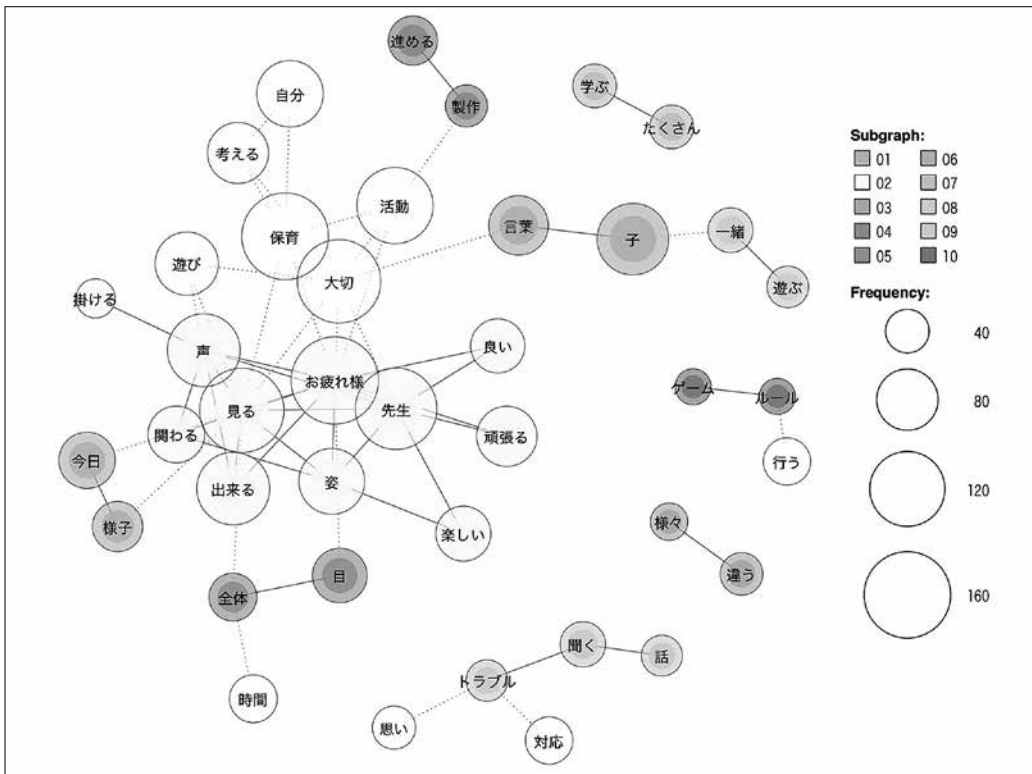 進める
製作
学ぶ
たくさん
自分
考える
保育
活動
遊び
大切
言葉
子
一緒
遊ぶ
掛ける
声
お疲れ様
良い
見る
先生
関わる
頑張る
今日
様子
出来る
姿
楽しい
全体
目
時間
ゲーム
ルール
行う
様々
違う
聞く
話
トラブル
思い
対応
Subgraph:
01 06
02 07
03 08
04 09
05 10
Frequency:
40
80
120
160